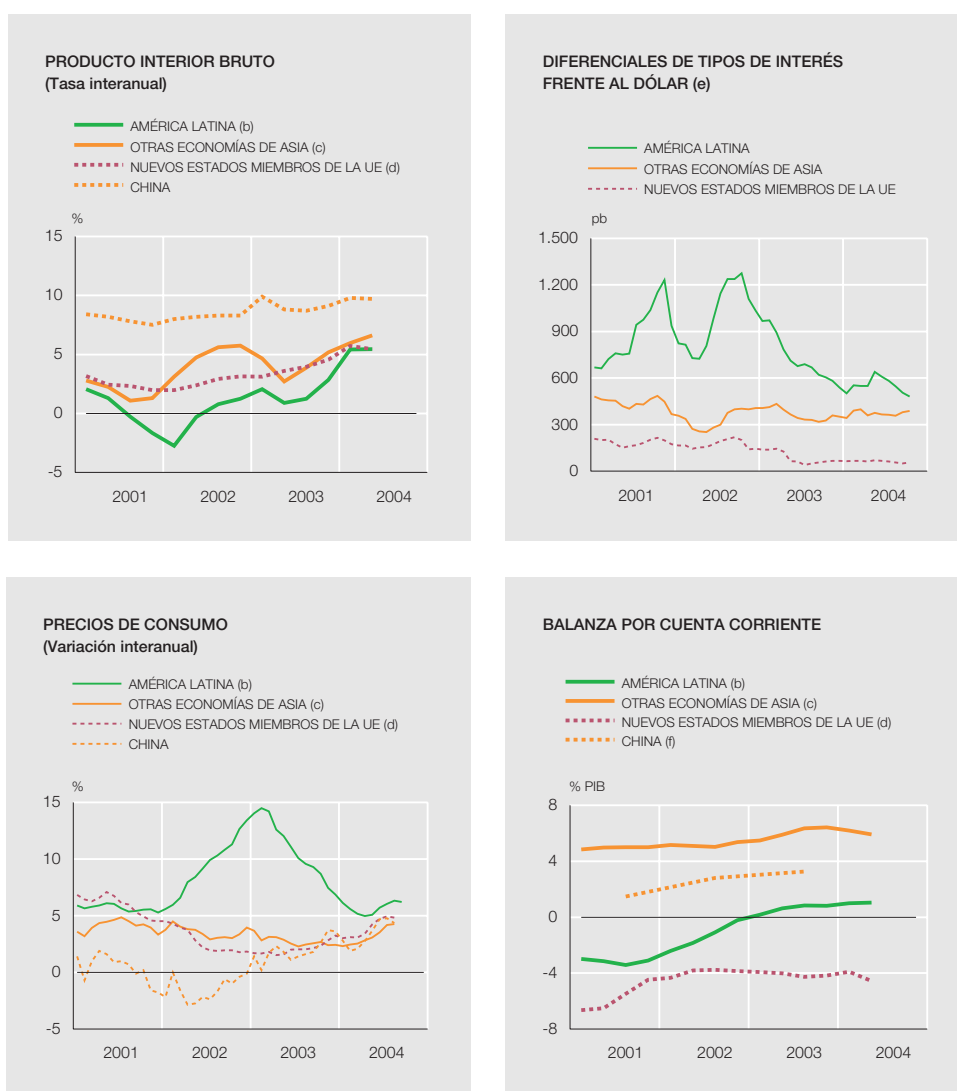 PRODUCTO INTERIOR BRUTO
(Tasa interanual)
AMÉRICA LATINA (b)
OTRAS ECONOMÍAS DE ASIA (c)
NUEVOS ESTADOS MIEMBROS DE LA UE (d)
CHINA
%
15
10
5
0
-5
2001 2002 2003 2004
DIFERENCIALES DE TIPOS DE INTERÉS
FRENTE AL DÓLAR (e)
AMÉRICA LATINA
OTRAS ECONOMÍAS DE ASIA
NUEVOS ESTADOS MIEMBROS DE LA UE
pb
1.500
1.200
900
600
300
0
2001 2002 2003 2004
PRECIOS DE CONSUMO
(Variación interanual)
AMÉRICA LATINA (b)
OTRAS ECONOMÍAS DE ASIA (c)
NUEVOS ESTADOS MIEMBROS DE LA UE (d)
CHINA
%
15
10
5
0
-5
2001 2002 2003 2004
BALANZA POR CUENTA CORRIENTE
AMÉRICA LATINA (b)
OTRAS ECONOMÍAS DE ASIA (c)
NUEVOS ESTADOS MIEMBROS DE LA UE (d)
CHINA (f)
% PIB
8
4
0
-4
-8
2001 2002 2003 2004